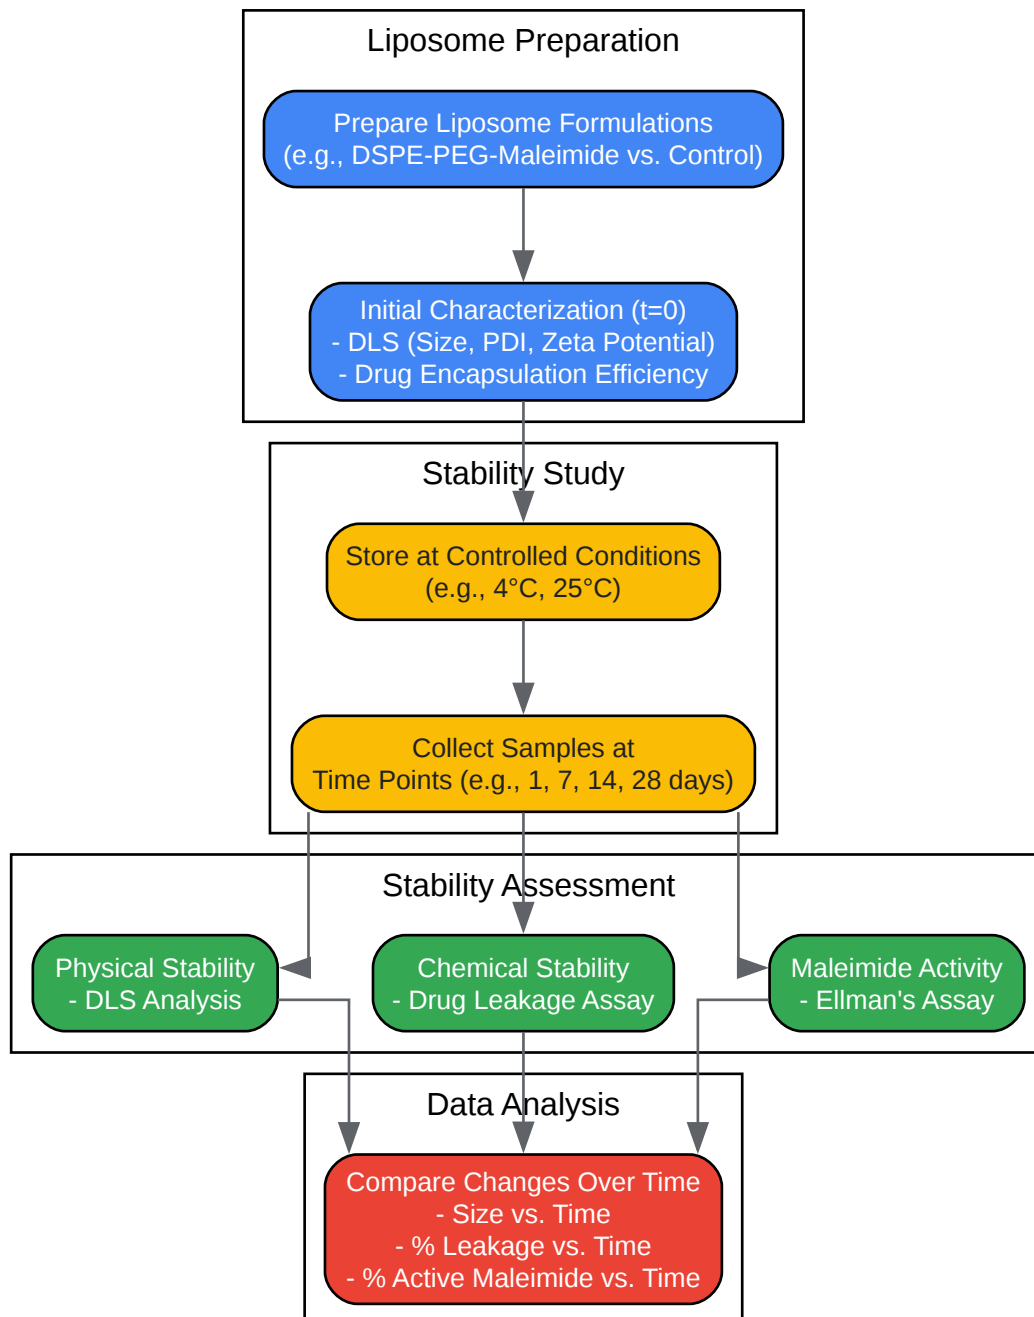 Liposome Preparation
Prepare Liposome Formulations
(e.g., DSPE-PEG-Maleimide vs. Control)
Initial Characterization (t=0)
- DLS (Size, PDI, Zeta Potential)
- Drug Encapsulation Efficiency
Stability Study
Store at Controlled Conditions
(e.g., 4°C, 25°C)
Collect Samples at
Time Points (e.g., 1, 7, 14, 28 days)
Stability Assessment
Physical Stability
- DLS Analysis
Chemical Stability
- Drug Leakage Assay
Maleimide Activity
- Ellman's Assay
Data Analysis
Compare Changes Over Time
- Size vs. Time
- % Leakage vs. Time
- % Active Maleimide vs. Time